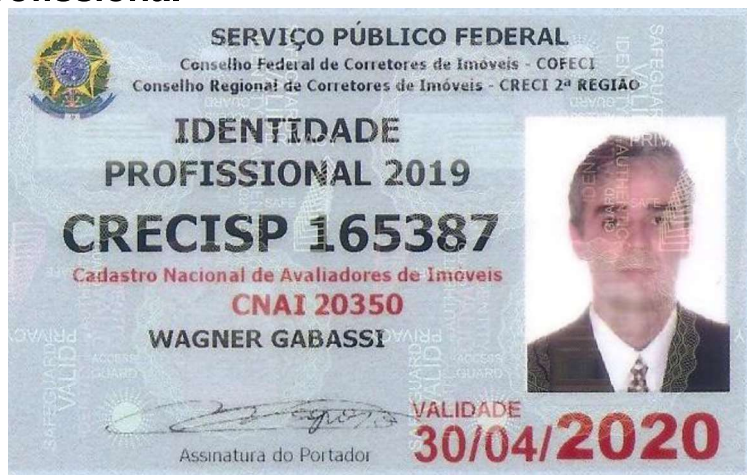 SERVIÇO PÚBLICO FEDERAL
Conselho Federal de Corretores de Imóveis - COFECI
Conselho Regional de Corretores de Imóveis - CRECI 2ª REGIÃO
IDENTIDADE
PROFISSIONAL 2019
CRECISP 165387
Cadastro Nacional de Avaliadores de Imóveis
CNAI 20350
WAGNER GABASSI
Assinatura do Portador
VALIDADE
30/04/2020